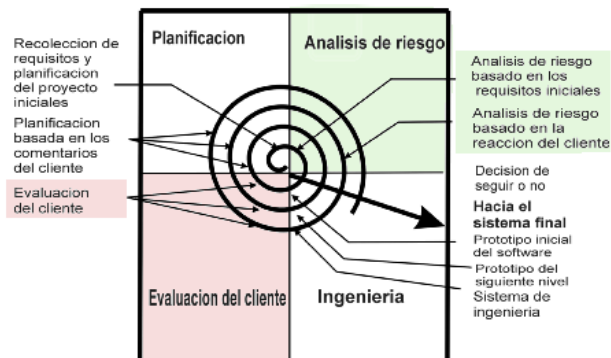 Planificacion
Analisis de riesgo
Recoleccion de
requisitos y
planificacion
del proyecto
iniciales
Planificacion
basada en los
comentarios
del cliente
Evaluacion
del cliente
Analisis de riesgo
basado en los
requisitos iniciales
Analisis de riesgo
basado en la
reaccion del cliente
Decision de
seguir o no
Hacia el
sistema final
Prototipo inicial
del software
Prototipo del
siguiente nivel
Sistema de
ingenieria
Evaluacion del cliente
Ingenieria